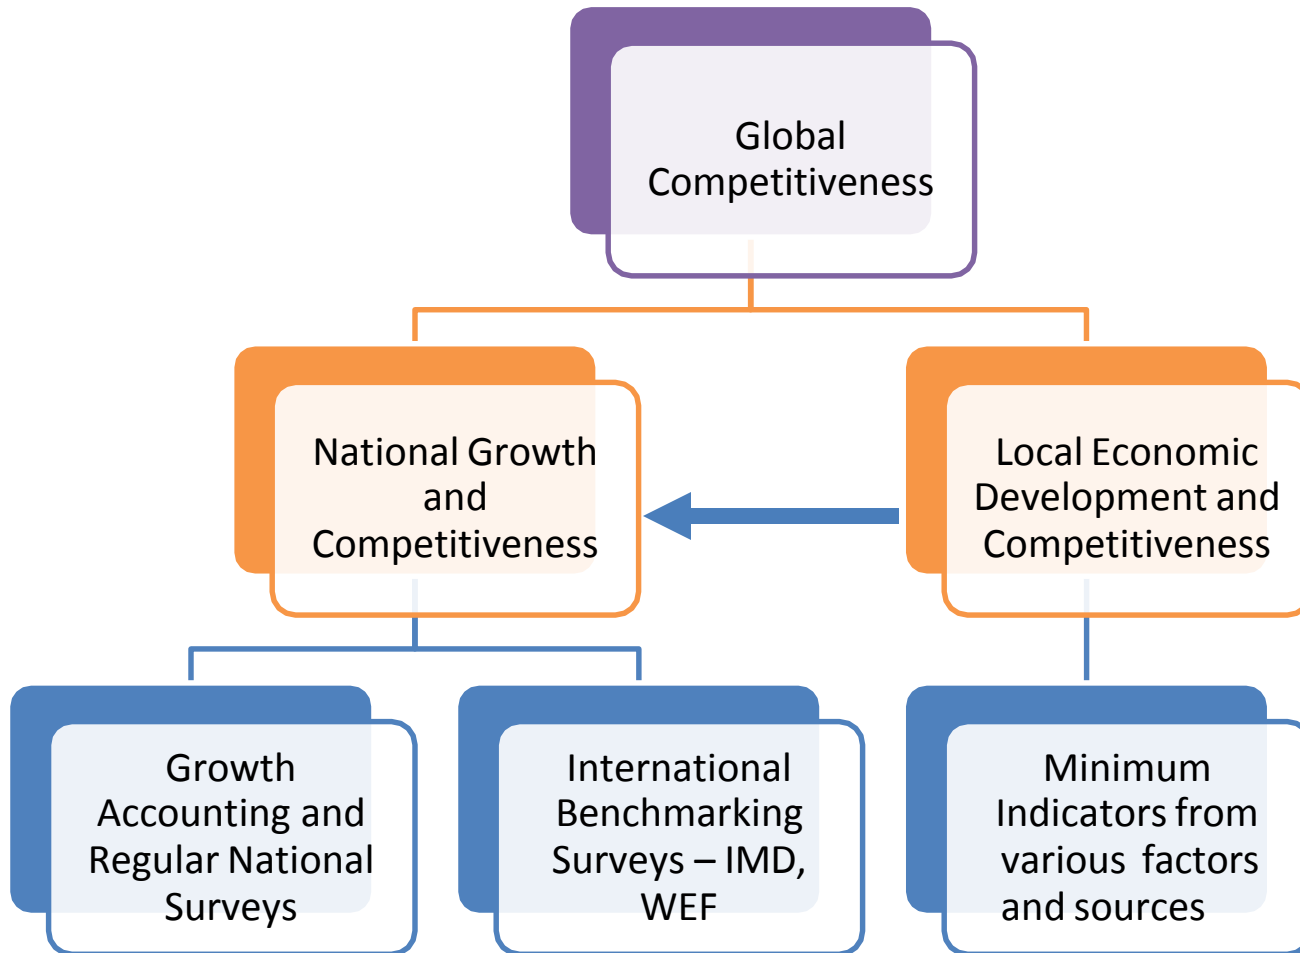 Global
Competitiveness
National Growth
and
Competitiveness
Local Economic
Development and
Competitiveness
Growth
Accounting and
Regular National
Surveys
International
Benchmarking
Surveys – IMD,
WEF
Minimum
Indicators from
various factors
and sources